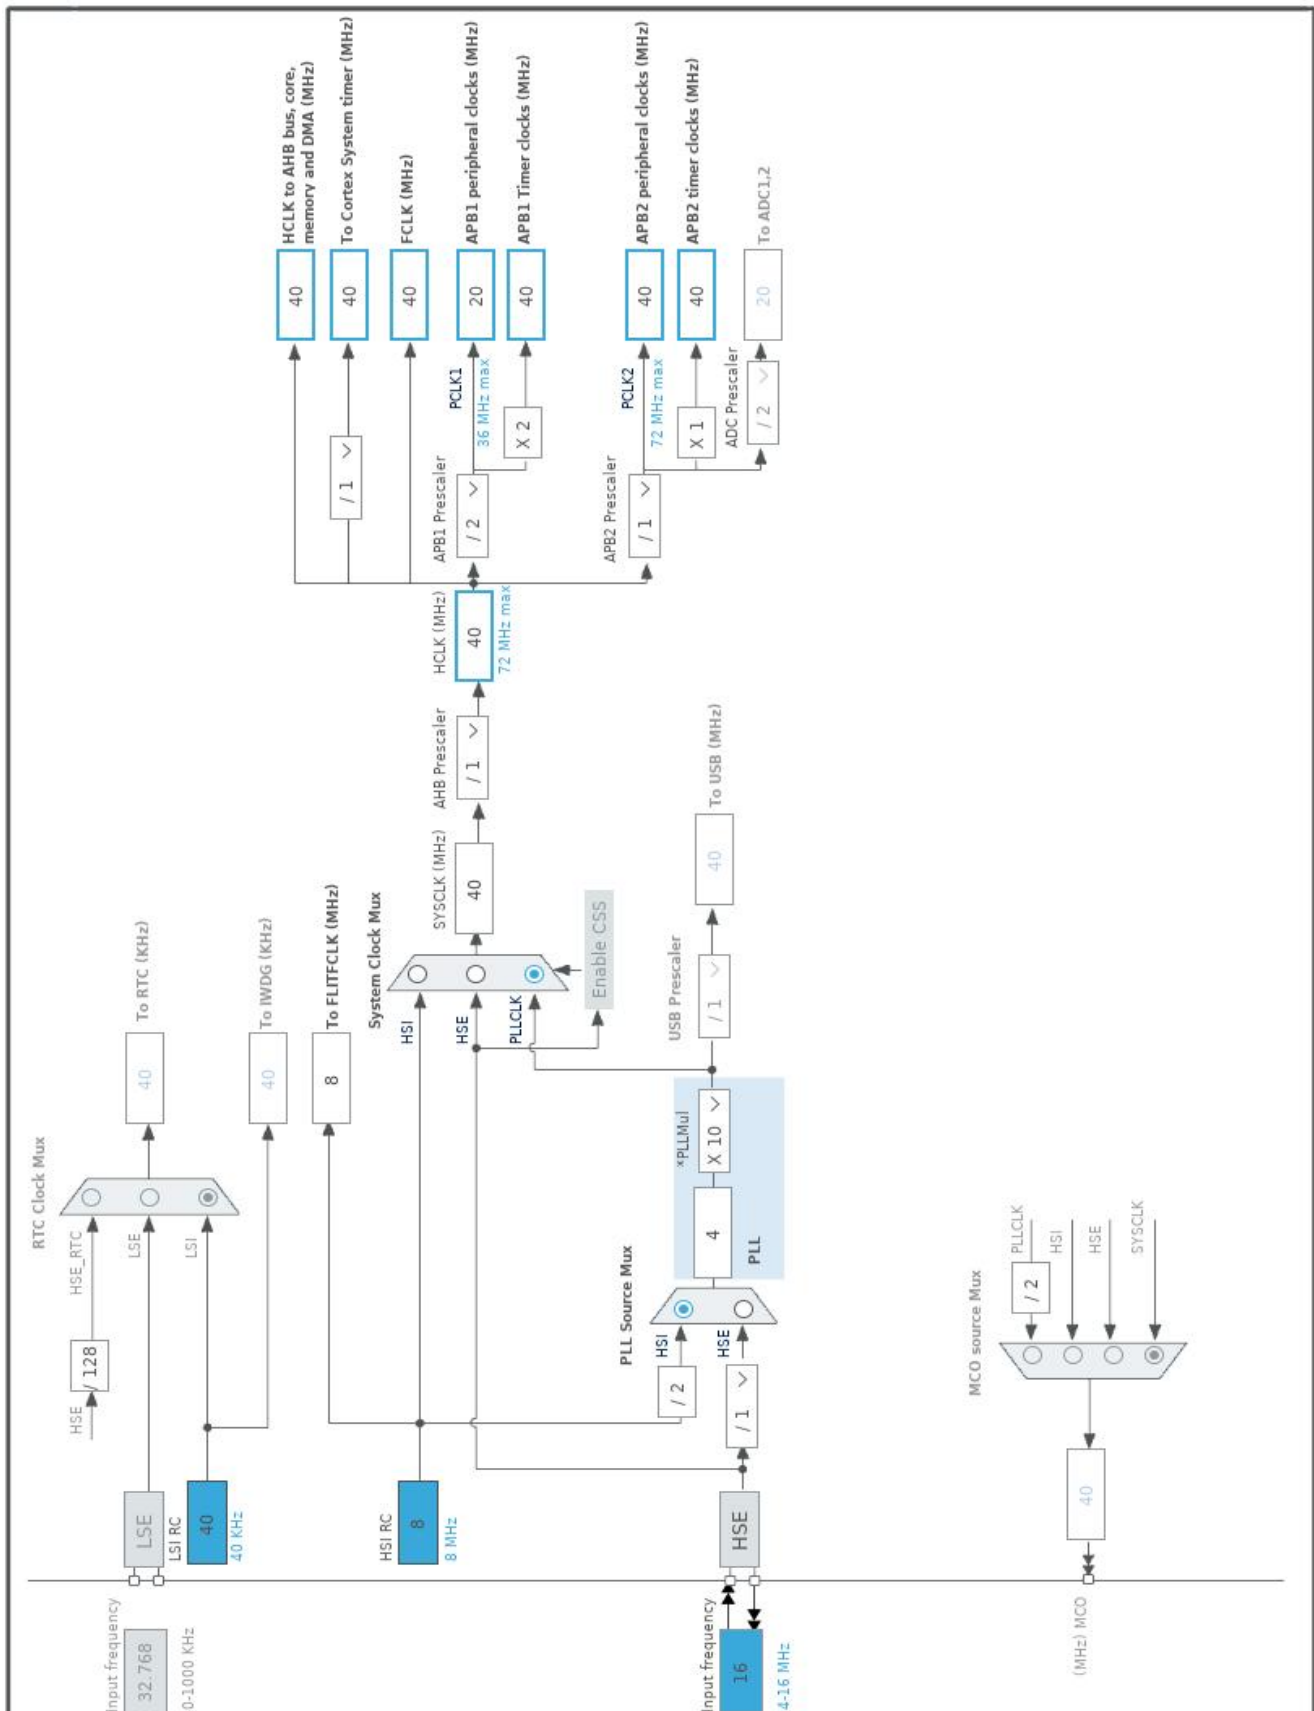 RTC Clock Mux
HSE
/ 128
HSE_RTC
LSE
LSI
40
To RTC (KHz)
Input frequency
32.768
0-1000 KHz
LSE
LSI RC
40
40 KHz
40
To IWDG (KHz)
8
To FLITFCLK (MHz)
HSI RC
8
8 MHz
System Clock Mux
HSI
HSE
PLLCLK
Enable CSS
SYSCLK (MHz)
40
AHB Prescaler
/ 1
HCLK (MHz)
40
72 MHz max
40
HCLK to AHB bus, core,
memory and DMA (MHz)
/ 1
40
To Cortex System timer (MHz)
40
FCLK (MHz)
APB1 Prescaler
/ 2
PCLK1
36 MHz max
20
APB1 peripheral clocks (MHz)
X 2
40
APB1 Timer clocks (MHz)
APB2 Prescaler
/ 1
PCLK2
72 MHz max
40
APB2 peripheral clocks (MHz)
X 1
40
APB2 timer clocks (MHz)
ADC Prescaler
/ 2
20
To ADC1,2
PLL Source Mux
HSI
/ 2
HSE
/ 1
4
*PLLMul
X 10
PLL
USB Prescaler
/ 1
40
To USB (MHz)
Input frequency
16
4-16 MHz
HSE
MCO source Mux
PLLCLK
/ 2
HSI
HSE
SYSCLK
40
(MHz) MCO